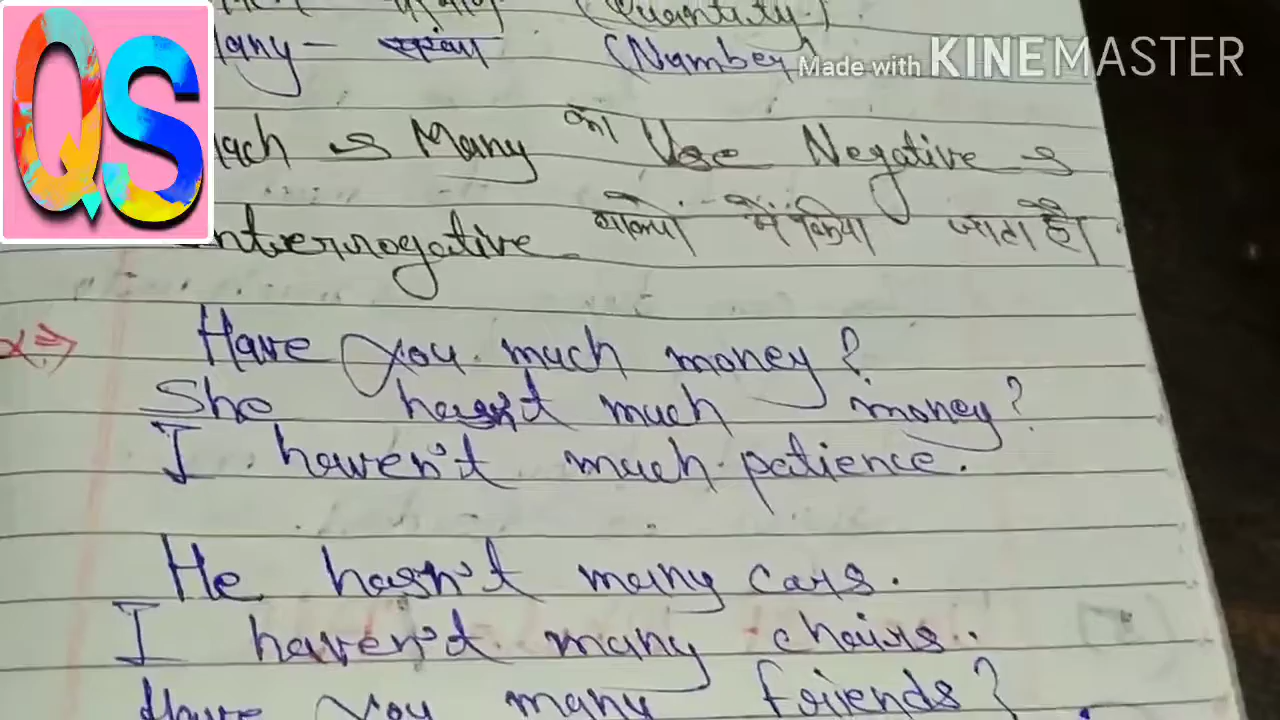 (Quantity)
Many - संख्या (Number)
QS
Made with KINEMASTER
Much & Many का Use Negative &
Interrogative वाक्यो में किया जाता है।
Have you much money?
She hasn't much money?
I haven't much patience.
He hasn't many cars.
I haven't many chairs.
Have you many friends?